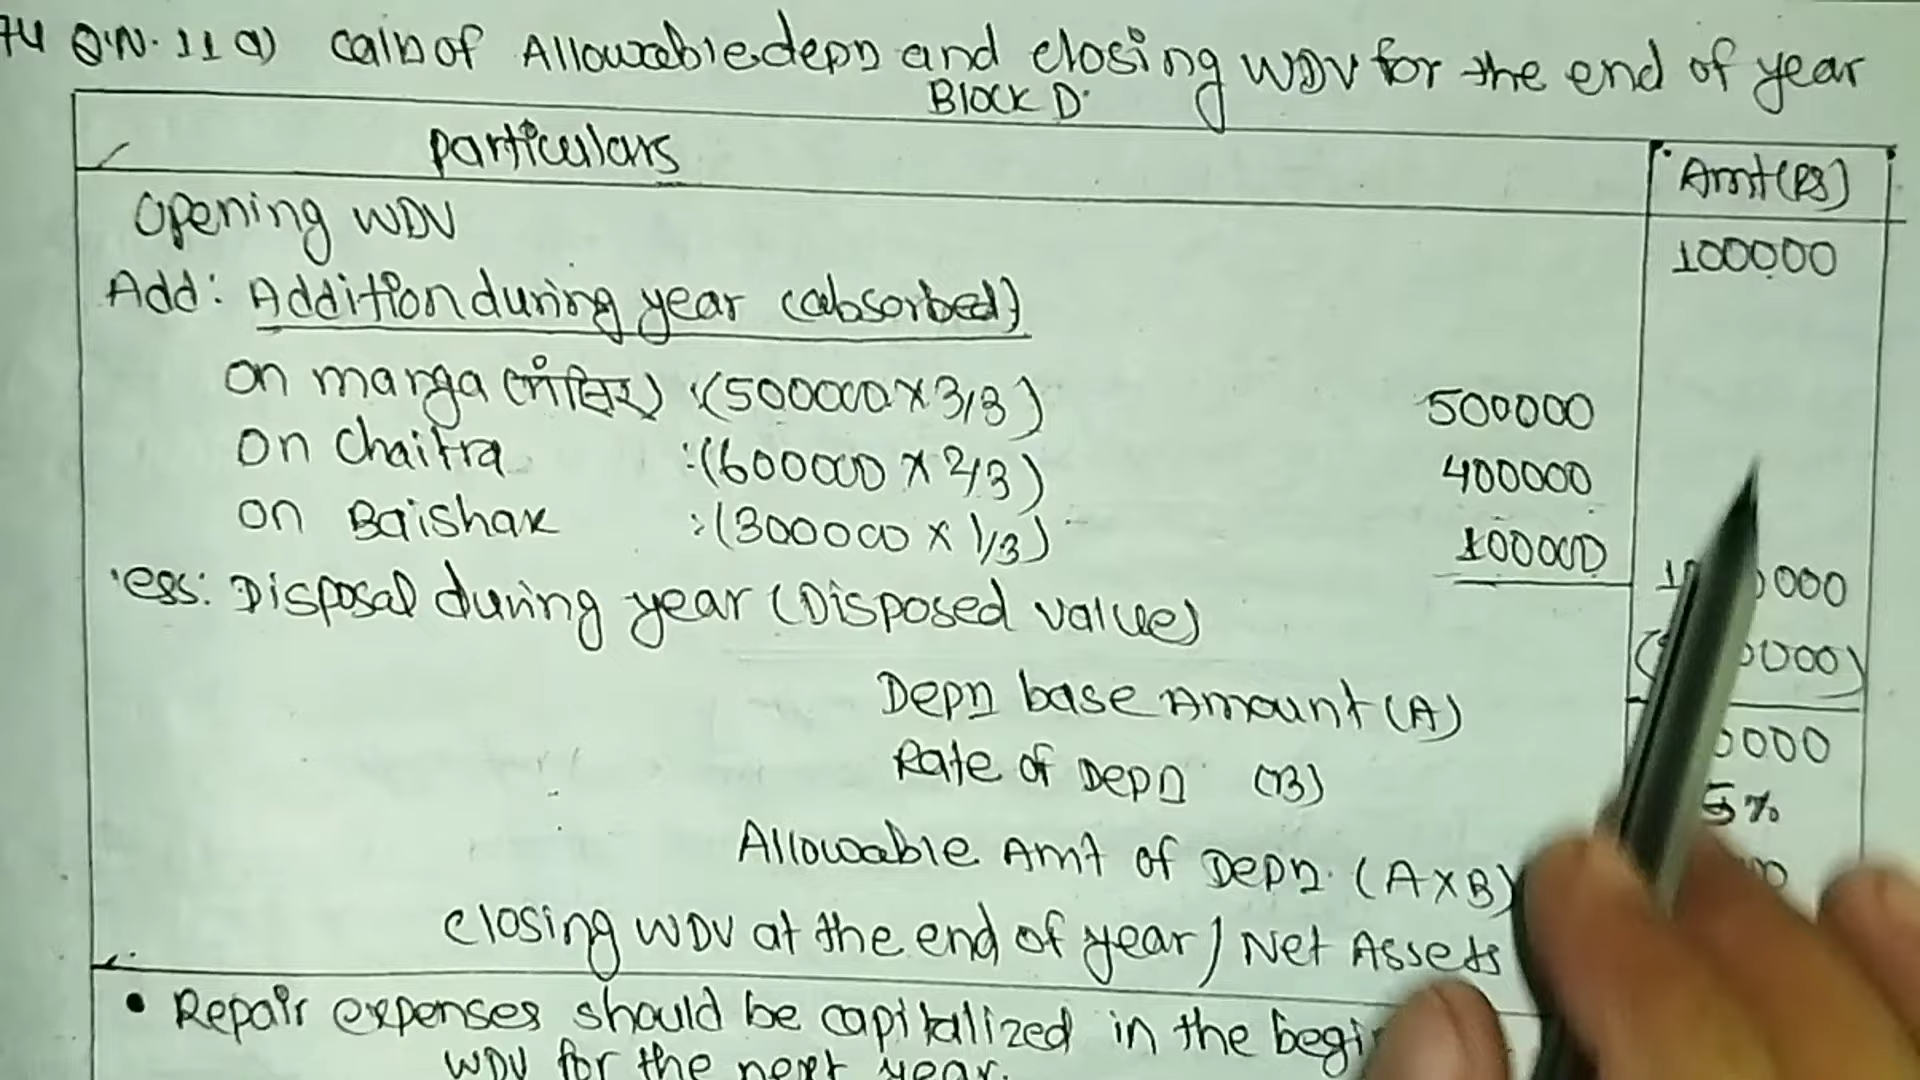 74 Q.N. 11 a) caln of Allowable depn and closing WDV for the end of year
Block D
particulars Amt(RS)
Opening WDV 100000
Add: Addition during year (absorbed)
on marga (मंसिर) :(500000 × 3/3) 500000
on Chaitra :(600000 × 2/3) 400000
on Baishak :(300000 × 1/3) 100000
ess: Disposal during year (Disposed value)
Depn base Amount (A)
Rate of Depn (B) 5%
Allowable Amt of Depn. (A×B)
closing WDV at the end of year / Net Assets
• Repair expenses should be capitalized in the
WDV for the next year.